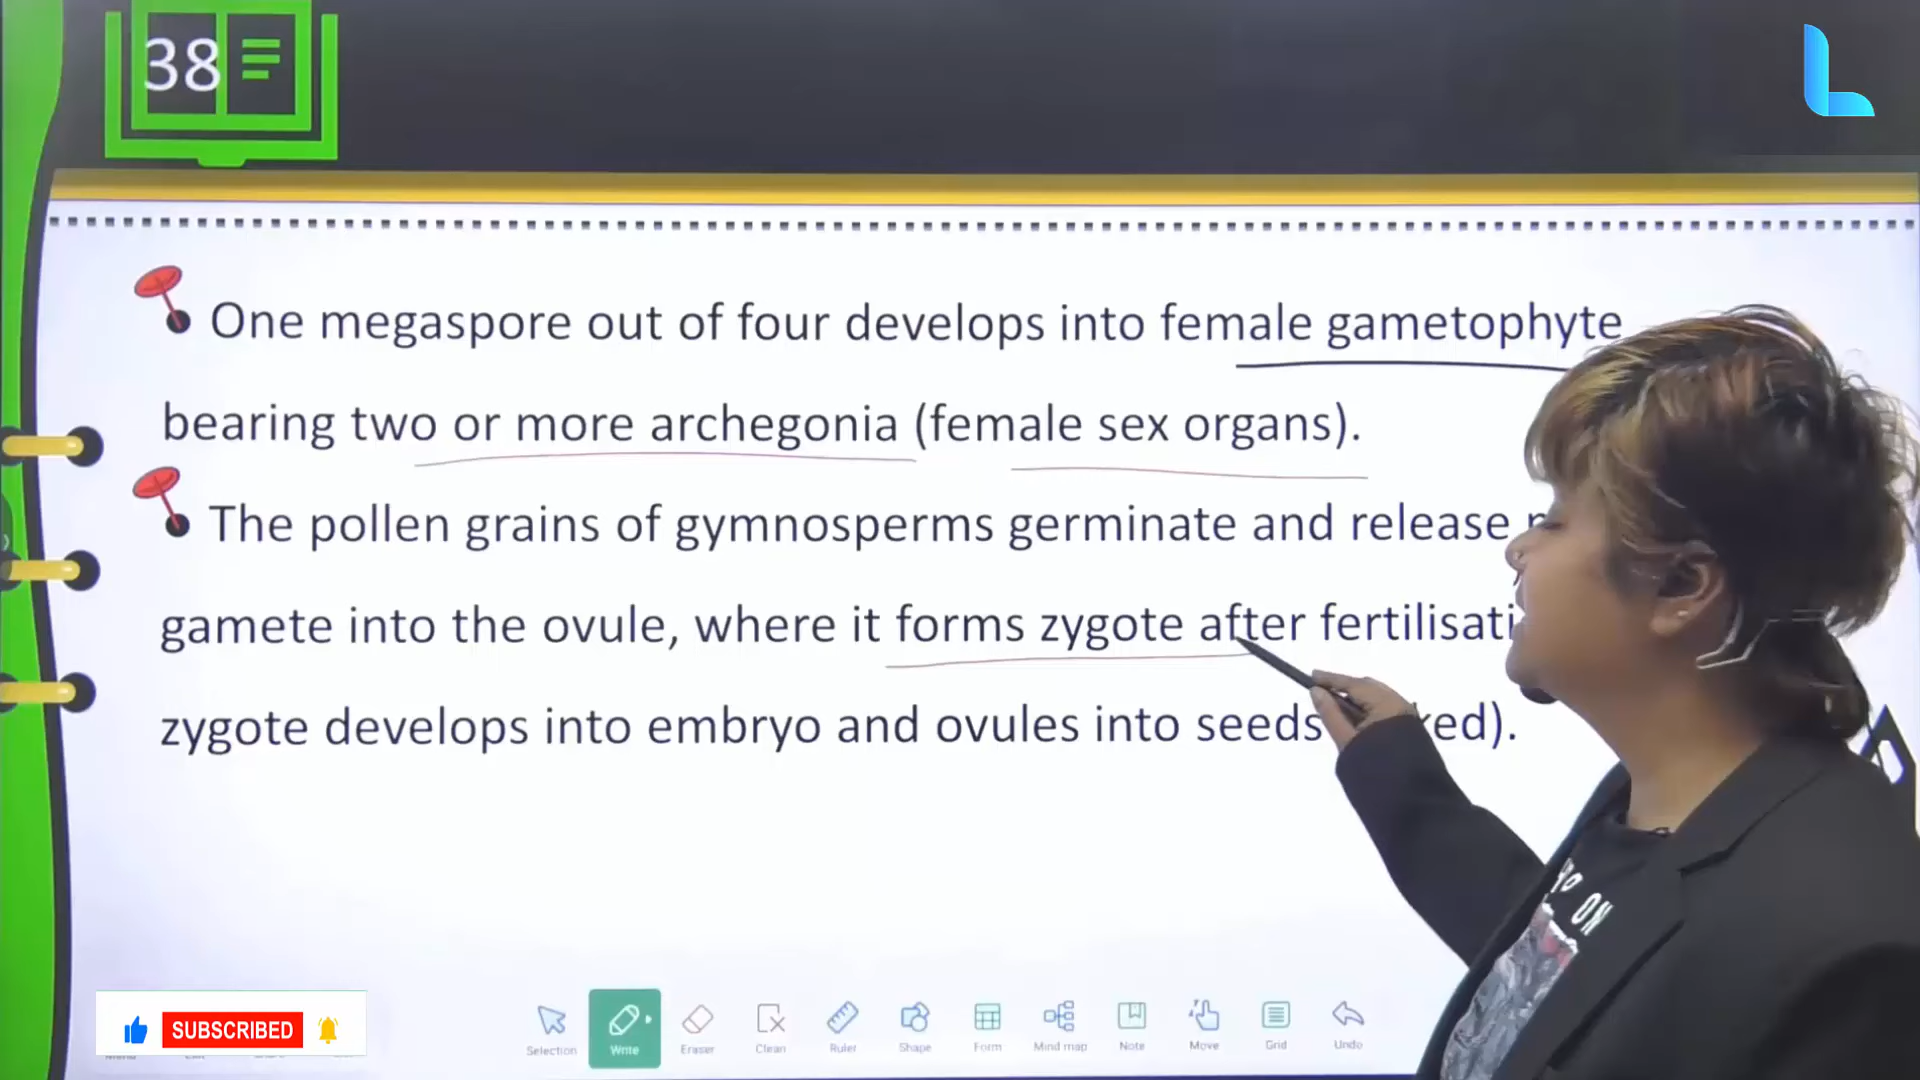 38
One megaspore out of four develops into female gametophyte
bearing two or more archegonia (female sex organs).
The pollen grains of gymnosperms germinate and release
gamete into the ovule, where it forms zygote after
zygote develops into embryo and ovules into seeds
SUBSCRIBED
Selection Write Eraser Clean Ruler Shape Form Mind map Note Move Grid Undo
ON